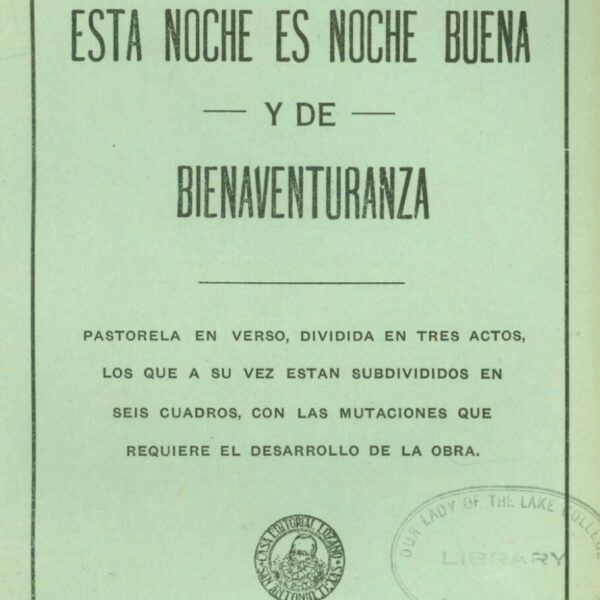 ESTA NOCHE ES NOCHE BUENA
— Y DE —
BIENAVENTURANZA
PASTORELA EN VERSO, DIVIDIDA EN TRES ACTOS,
LOS QUE A SU VEZ ESTAN SUBDIVIDIDOS EN
SEIS CUADROS, CON LAS MUTACIONES QUE
REQUIERE EL DESARROLLO DE LA OBRA.
CASA EDITORIAL LOZANO
SAN ANTONIO, TEXAS
OUR LADY OF THE LAKE COLLEGE
LIBRARY